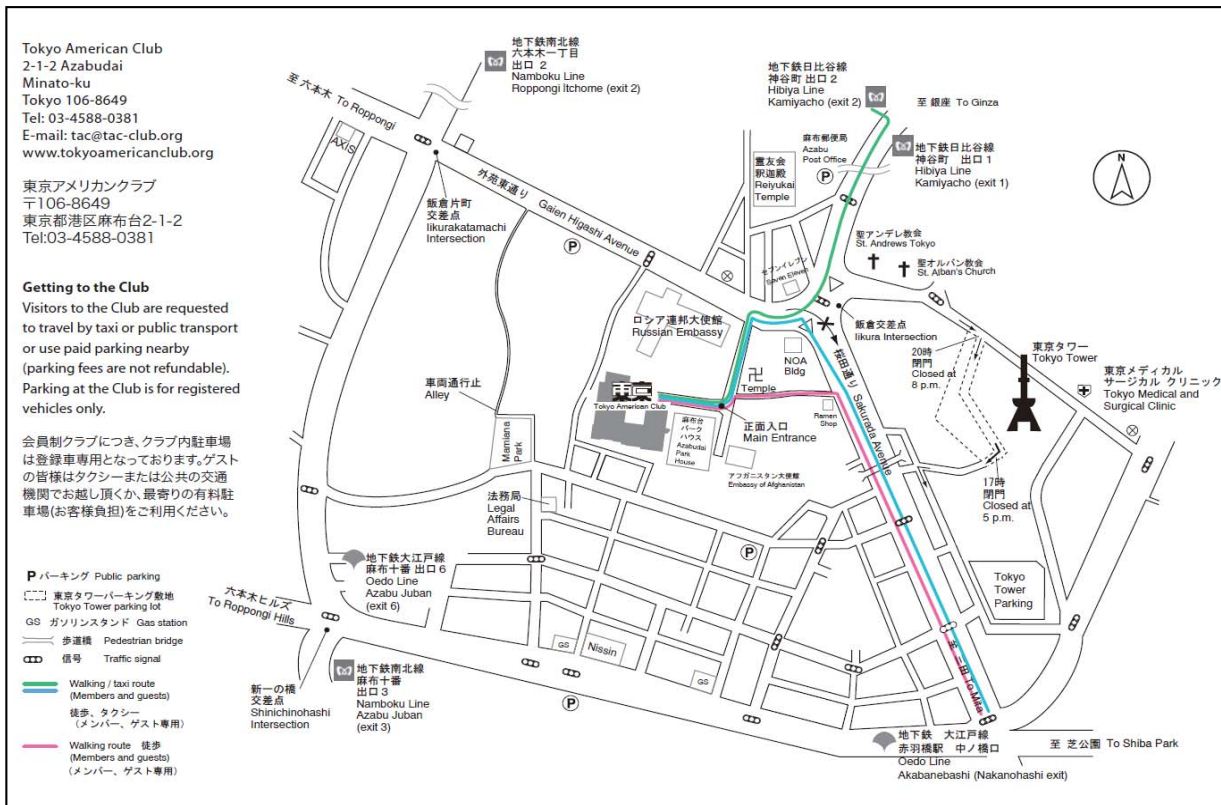 Tokyo American Club
2-1-2 Azabudai
Minato-ku
Tokyo 106-8649
Tel: 03-4588-0381
E-mail: tac@tac-club.org
www.tokyoamericanclub.org
東京アメリカンクラブ
〒106-8649
東京都港区麻布台2-1-2
Tel:03-4588-0381
Getting to the Club
Visitors to the Club are requested
to travel by taxi or public transport
or use paid parking nearby
(parking fees are not refundable).
Parking at the Club is for registered
vehicles only.
会員制クラブにつき、クラブ内駐車場
は登録車専用となっております。ゲスト
の皆様はタクシーまたは公共の交通
機関でお越し頂くか、最寄りの有料駐
車場(お客様負担)をご利用ください。
P パーキング Public parking
東京タワーパーキング敷地
Tokyo Tower parking lot
GS ガソリンスタンド Gas station
歩道橋 Pedestrian bridge
信号 Traffic signal
Walking / taxi route
(Members and guests)
徒歩、タクシー
(メンバー、ゲスト専用)
Walking route 徒歩
(Members and guests)
(メンバー、ゲスト専用)
至 六本木 To Roppongi
AXIS
地下鉄南北線
六本木一丁目
出口 2
Namboku Line
Roppongi Itchome (exit 2)
地下鉄日比谷線
神谷町 出口 2
Hibiya Line
Kamiyacho (exit 2)
至 銀座 To Ginza
地下鉄日比谷線
神谷町 出口 1
Hibiya Line
Kamiyacho (exit 1)
N
麻布郵便局
Azabu
Post Office
P
霊友会
釈迦殿
Reiyukai
Temple
外苑東通り Gaien Higashi Avenue
飯倉片町
交差点
Iikurakatamachi
Intersection
P
聖アンデレ教会
St. Andrews Tokyo
聖オルバン教会
St. Alban's Church
セブンイレブン
Seven Eleven
飯倉交差点
Iikura Intersection
ロシア連邦大使館
Russian Embassy
NOA
Bldg
卍
Temple
桜田通り Sakurada Avenue
20時
閉門
Closed at
8 p.m.
東京タワー
Tokyo Tower
東京メディカル
サージカル クリニック
Tokyo Medical and
Surgical Clinic
車両通行止
Alley
東京
Tokyo American Club
Mamiana
Park
麻布台
パーク
ハウス
Azabudai
Park
House
正面入口
Main Entrance
Ramen
Shop
アフガニスタン大使館
Embassy of Afghanistan
17時
閉門
Closed at
5 p.m.
法務局
Legal
Affairs
Bureau
P
地下鉄大江戸線
麻布十番 出口 6
Oedo Line
Azabu Juban
(exit 6)
Tokyo
Tower
Parking
六本木ヒルズ
To Roppongi Hills
GS
Nissin
GS
至 三田 To Mita
新一の橋
交差点
Shinichinohashi
Intersection
地下鉄南北線
麻布十番
出口 3
Namboku Line
Azabu Juban
(exit 3)
P
地下鉄 大江戸線
赤羽橋駅 中ノ橋口
Oedo Line
Akabanebashi (Nakanohashi exit)
至 芝公園 To Shiba Park